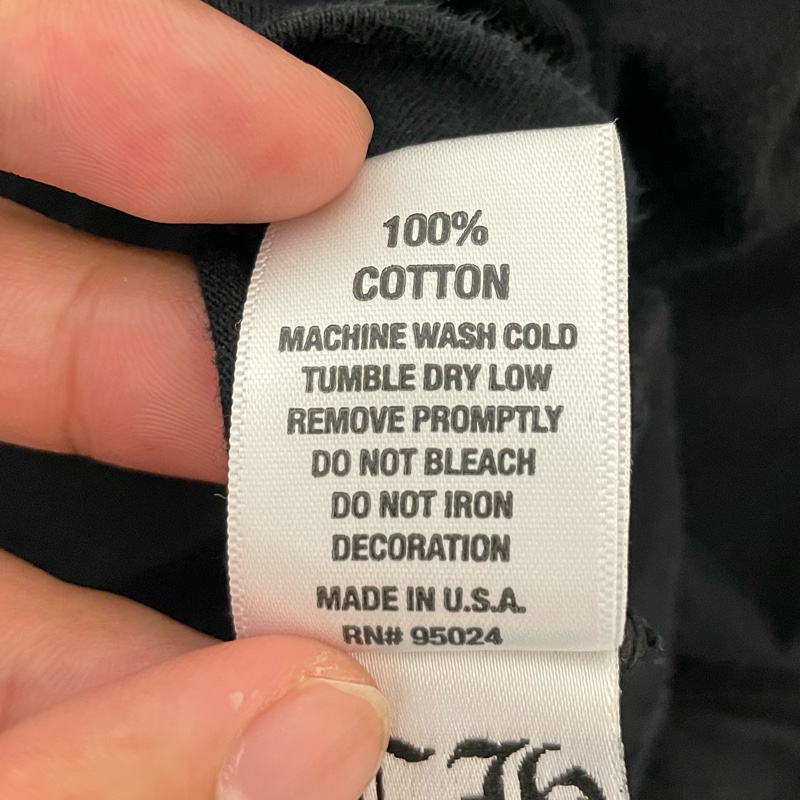 100%
COTTON
MACHINE WASH COLD
TUMBLE DRY LOW
REMOVE PROMPTLY
DO NOT BLEACH
DO NOT IRON
DECORATION
MADE IN U.S.A.
RN# 95024